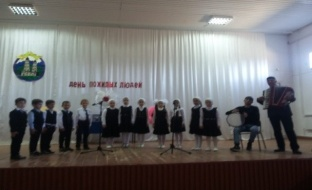 День пожилых людей